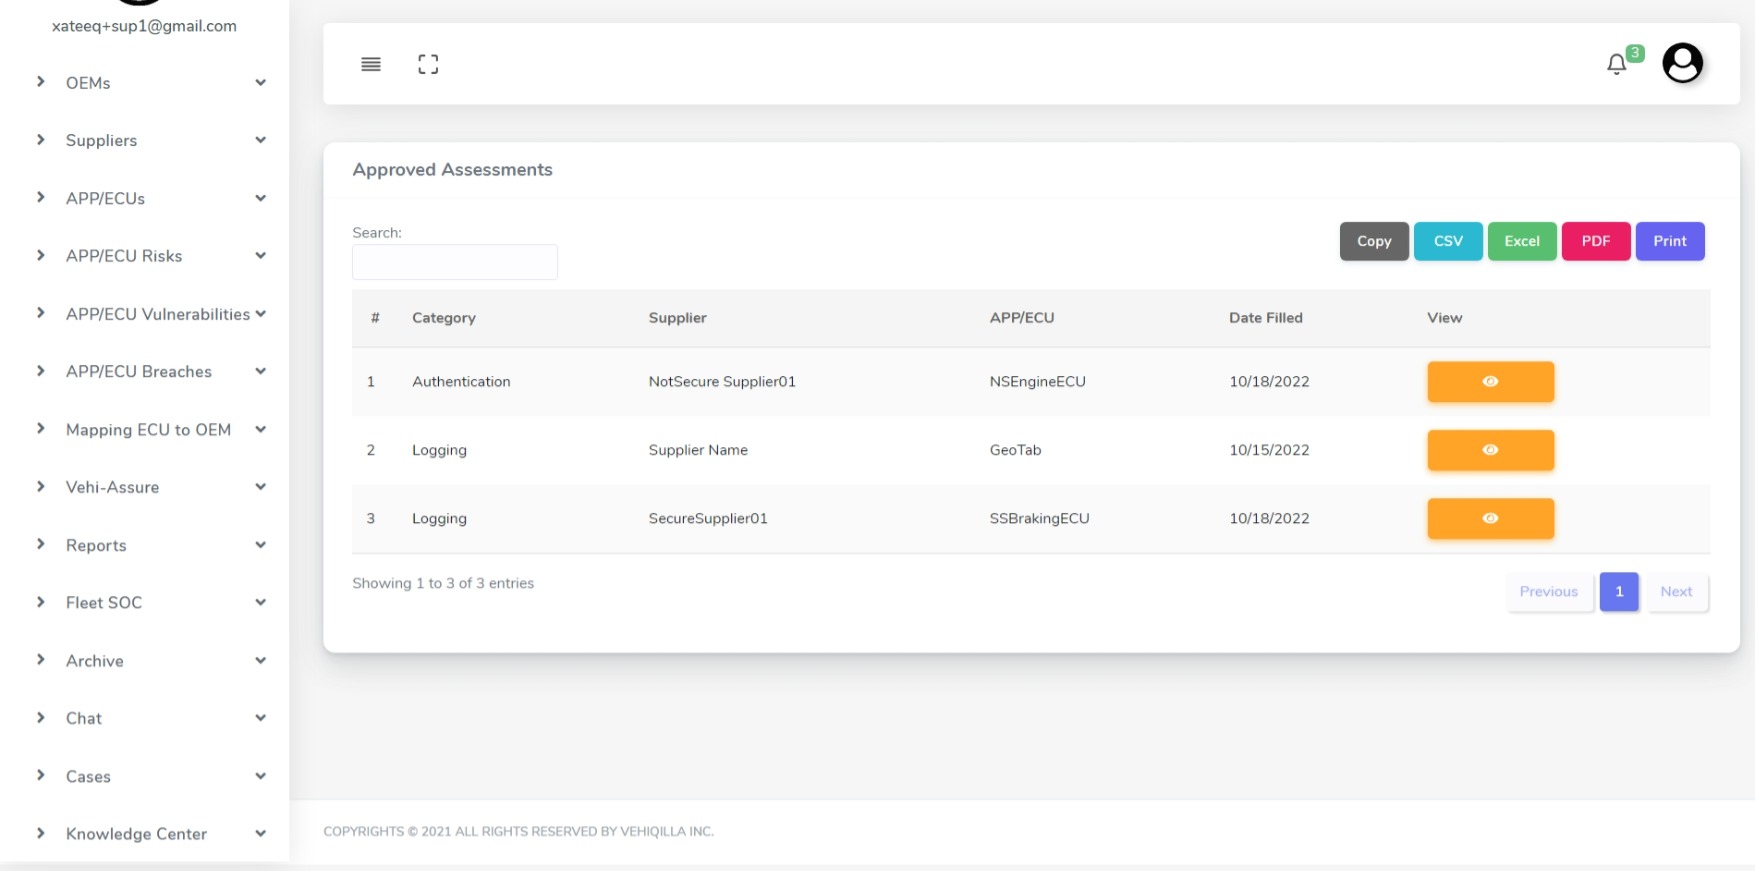 xateeq+sup1@gmail.com
OEMs
Suppliers
APP/ECUs
APP/ECU Risks
APP/ECU Vulnerabilities
APP/ECU Breaches
Mapping ECU to OEM
Vehi-Assure
Reports
Fleet SOC
Archive
Chat
Cases
Knowledge Center
3
Approved Assessments
Search:
Copy CSV Excel PDF Print
# Category Supplier APP/ECU Date Filled View
1 Authentication NotSecure Supplier01 NSEngineECU 10/18/2022
2 Logging Supplier Name GeoTab 10/15/2022
3 Logging SecureSupplier01 SSBrakingECU 10/18/2022
Showing 1 to 3 of 3 entries
Previous 1 Next
COPYRIGHTS © 2021 ALL RIGHTS RESERVED BY VEHIQILLA INC.